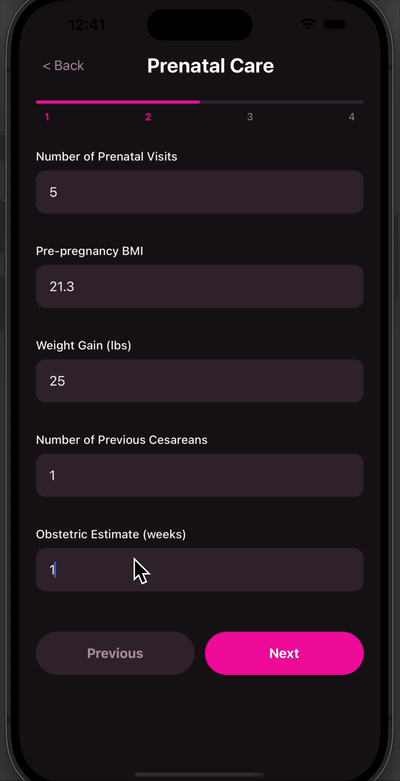 12:41
< Back
Prenatal Care
1 2 3 4
Number of Prenatal Visits
5
Pre-pregnancy BMI
21.3
Weight Gain (lbs)
25
Number of Previous Cesareans
1
Obstetric Estimate (weeks)
1
Previous
Next